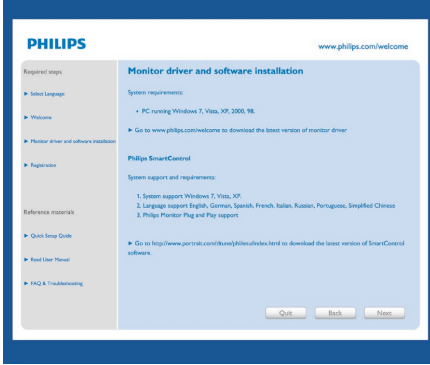 PHILIPS
www.philips.com/welcome
Required steps
► Select Language
► Welcome
► Monitor driver and software installation
► Registration
Reference materials
► Quick Setup Guide
► Read User Manual
► FAQ & Troubleshooting
Monitor driver and software installation
System requirements:
• PC running Windows 7, Vista, XP, 2000, 98.
► Go to www.philips.com/welcome to download the latest version of monitor driver
Philips SmartControl
System support and requirements:
1. System support Windows 7, Vista, XP.
2. Language support English, German, Spanish, French, Italian, Russian, Portuguese, Simplified Chinese
3. Philips Monitor Plug and Play support
► Go to http://www.portrait.com/dtune/philenu/index.html to download the latest version of SmartControl
software.
Quit
Back
Next